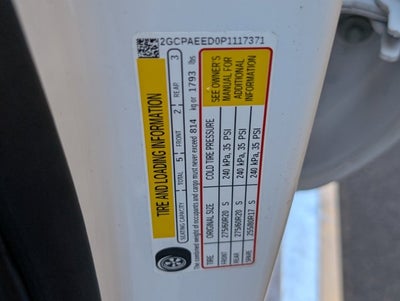 2GCPAEED0P1117371
TIRE AND LOADING INFORMATION
SEATING CAPACITY TOTAL 5 FRONT 2 REAR 3
The combined weight of occupants and cargo must never exceed 814 kg or 1793 lbs
TIRE ORIGINAL SIZE COLD TIRE PRESSURE
FRONT 275/60R20 S 240 kPa, 35 PSI
REAR 275/60R20 S 240 kPa, 35 PSI
SPARE 255/80R17 S 240 kPa, 35 PSI
SEE OWNER'S
MANUAL FOR
ADDITIONAL
INFORMATION